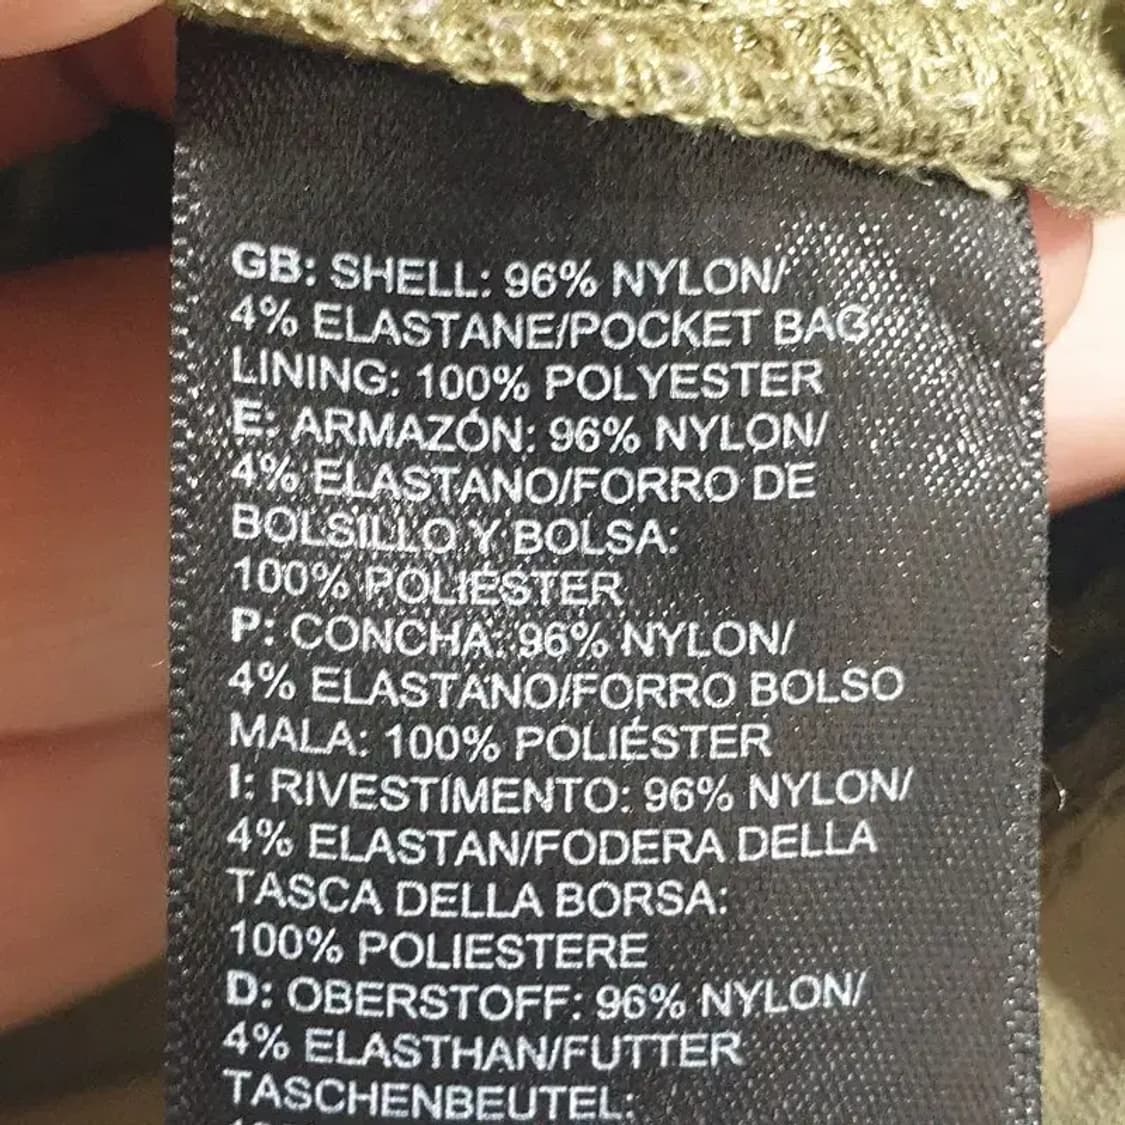 GB: SHELL: 96% NYLON/
4% ELASTANE/POCKET BAG
LINING: 100% POLYESTER
E: ARMAZÓN: 96% NYLON/
4% ELASTANO/FORRO DE
BOLSILLO Y BOLSA:
100% POLIÉSTER
P: CONCHA: 96% NYLON/
4% ELASTANO/FORRO BOLSO
MALA: 100% POLIÉSTER
I: RIVESTIMENTO: 96% NYLON/
4% ELASTAN/FODERA DELLA
TASCA DELLA BORSA:
100% POLIESTERE
D: OBERSTOFF: 96% NYLON/
4% ELASTHAN/FUTTER
TASCHENBEUTEL: